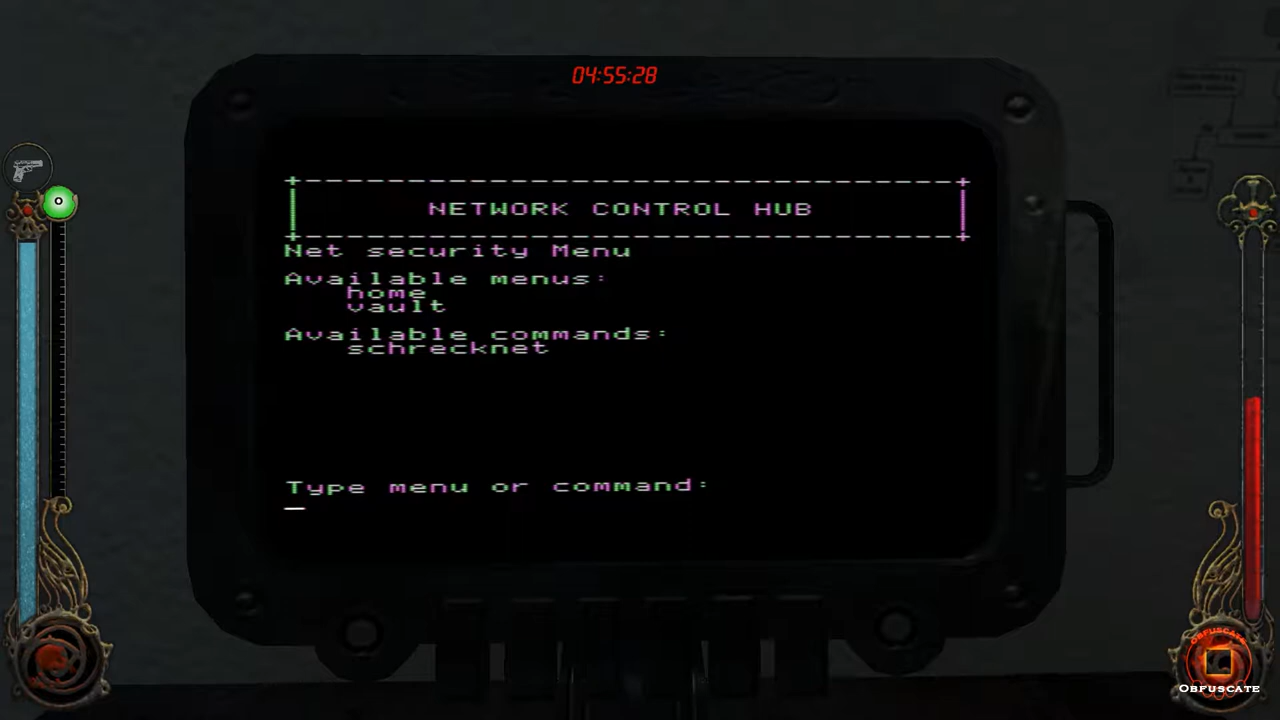 04:55:28
NETWORK CONTROL HUB
Net security Menu
Available menus:
home
vault
Available commands:
schrecknet
Type menu or command:
_
OBFUSCATE
OBFUSCATE